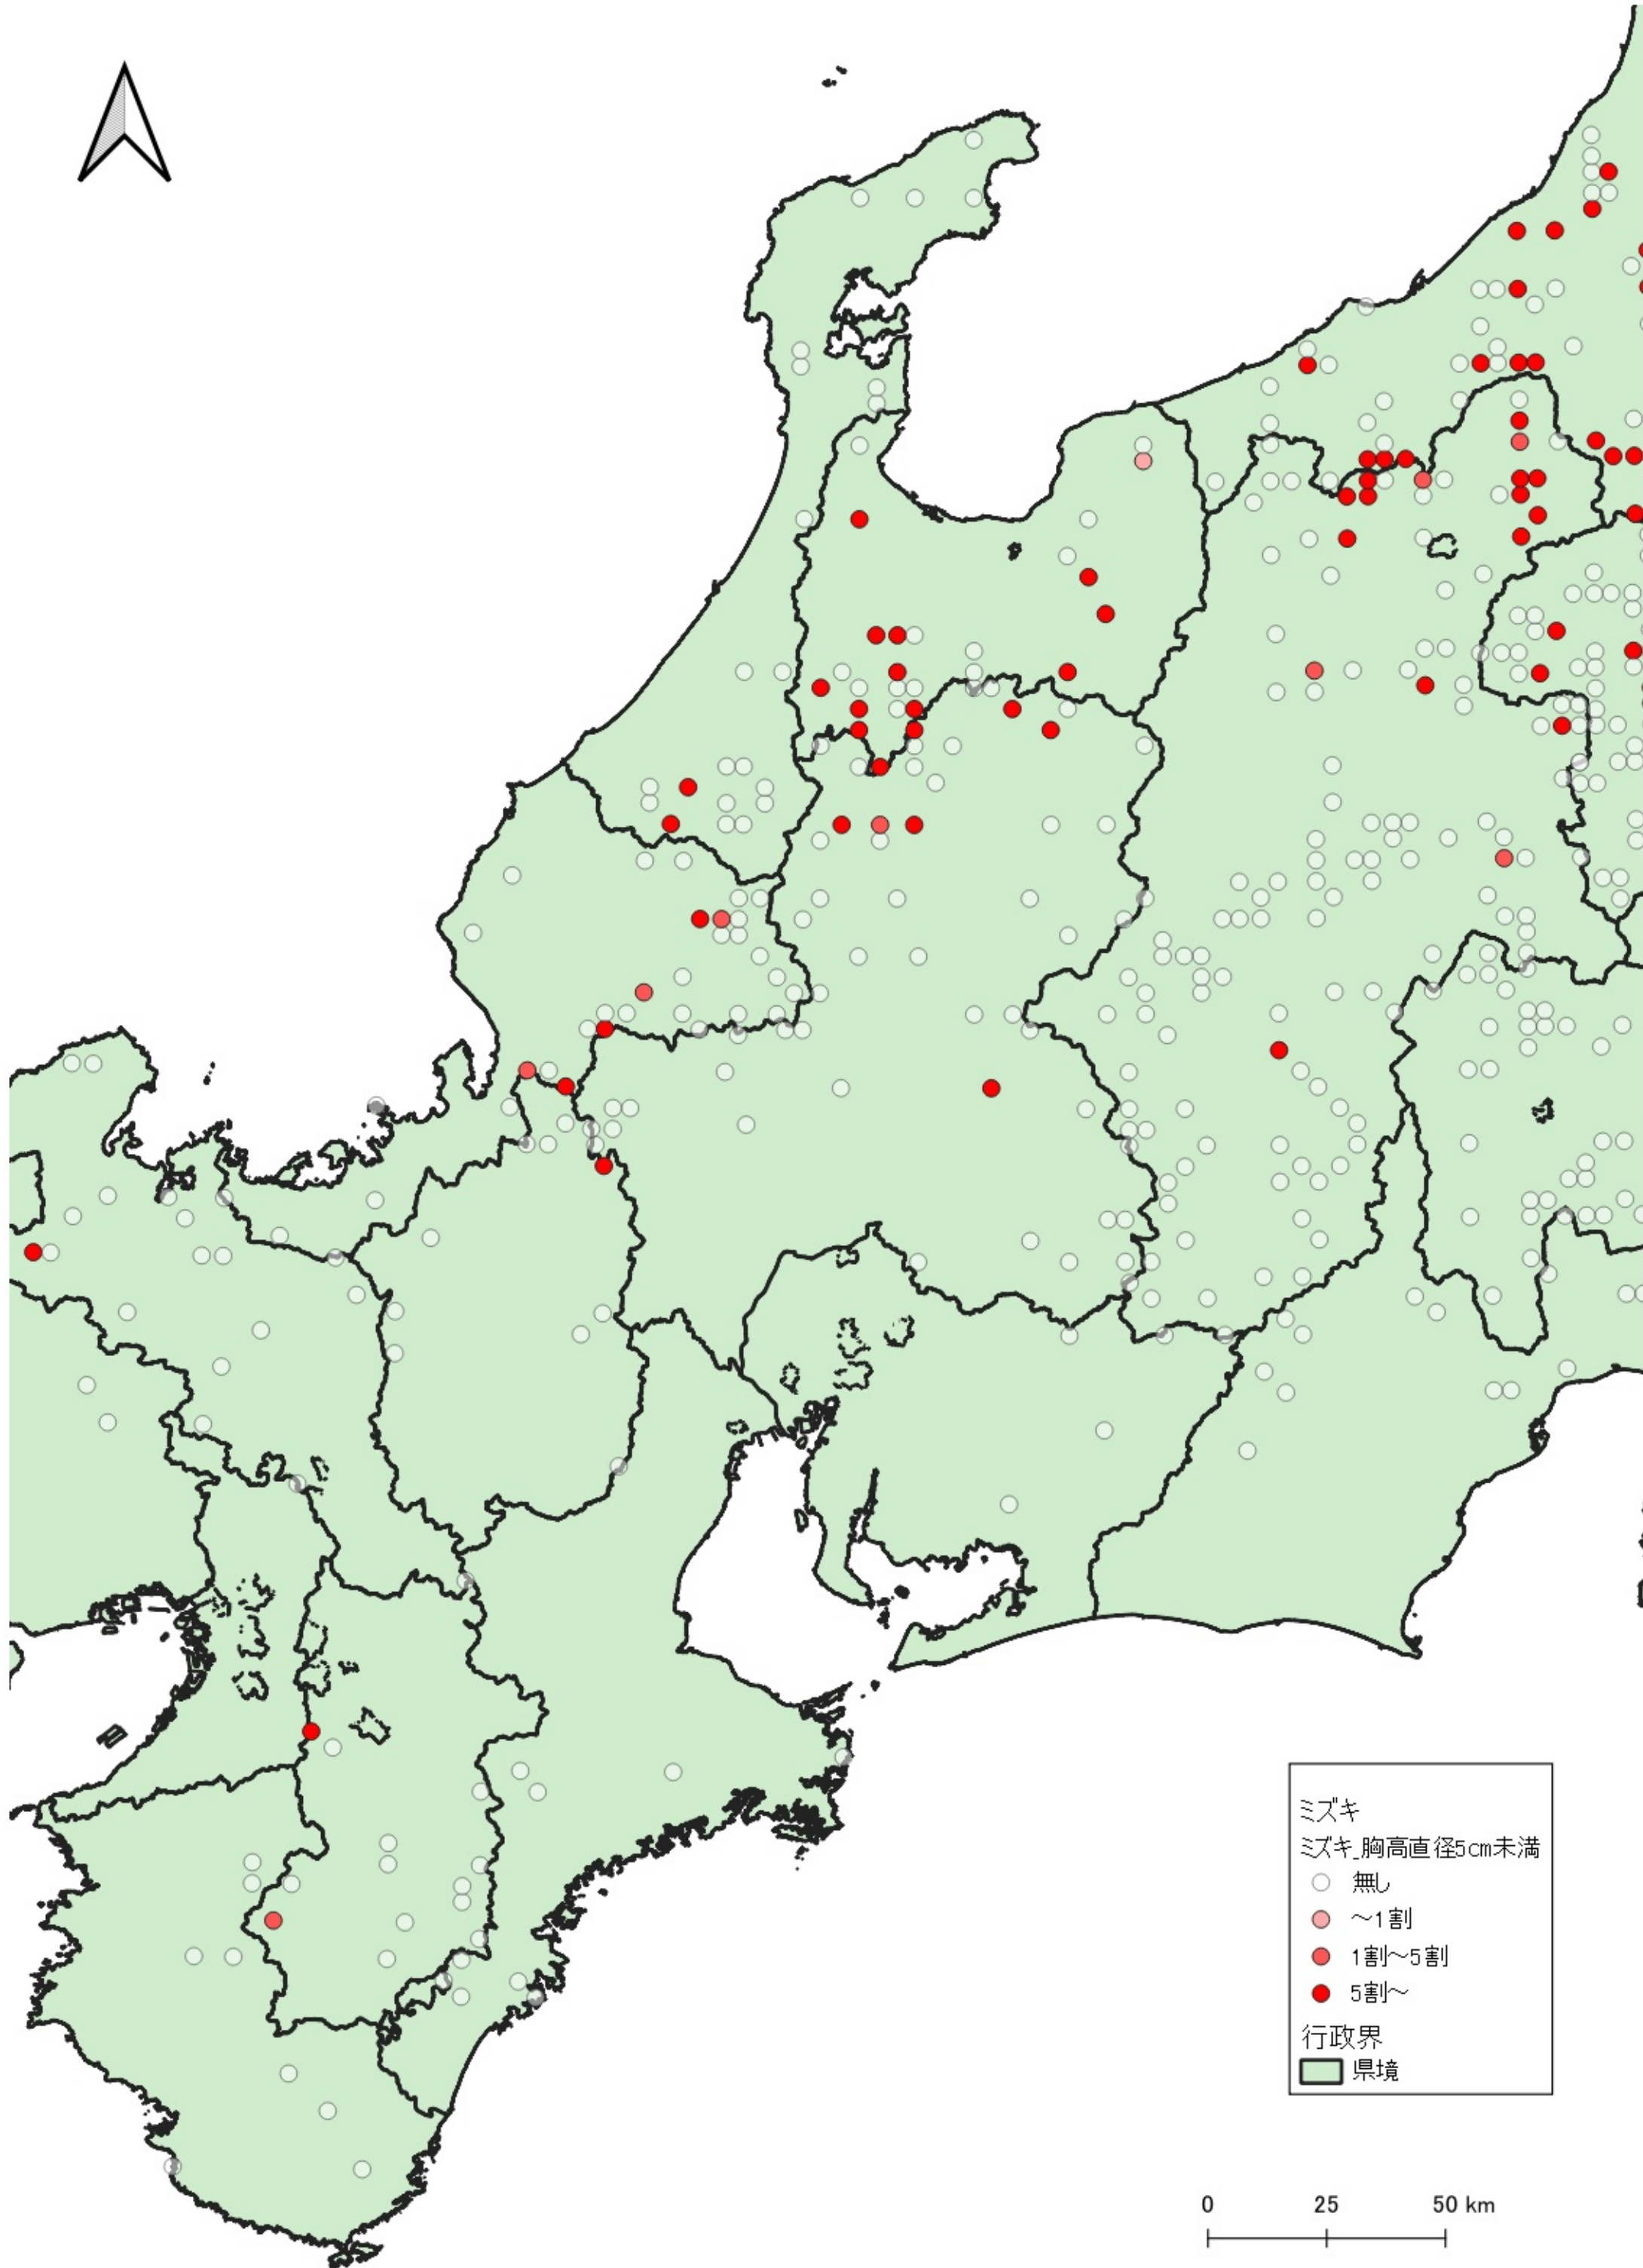 ミズキ
ミズキ_胸高直径5cm未満
無し
～1割
1割～5割
5割～
行政界
県境
0 25 50 km